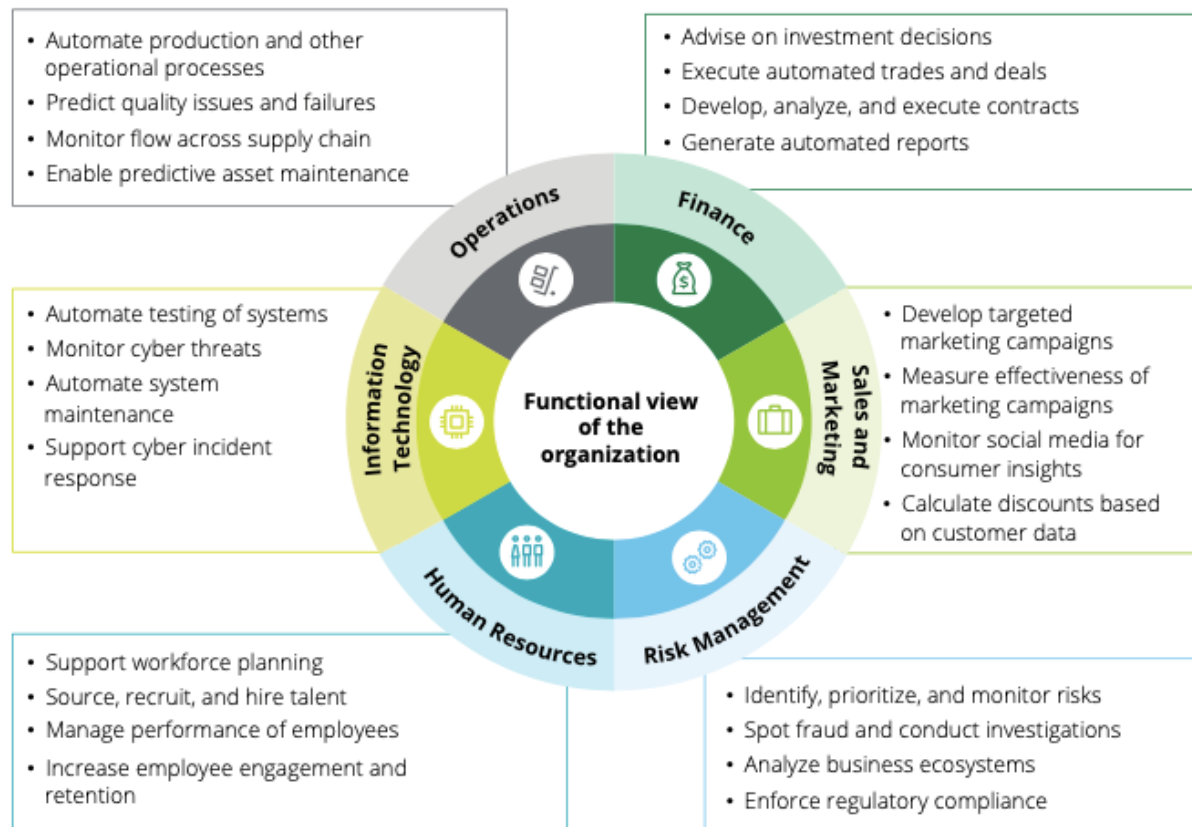 • Automate production and other
operational processes
• Predict quality issues and failures
• Monitor flow across supply chain
• Enable predictive asset maintenance
• Advise on investment decisions
• Execute automated trades and deals
• Develop, analyze, and execute contracts
• Generate automated reports
Operations
Finance
• Automate testing of systems
• Monitor cyber threats
• Automate system
maintenance
• Support cyber incident
response
Information
Technology
$
Functional view
of the
organization
Sales and
Marketing
• Develop targeted
marketing campaigns
• Measure effectiveness of
marketing campaigns
• Monitor social media for
consumer insights
• Calculate discounts based
on customer data
Human Resources
Risk Management
• Support workforce planning
• Source, recruit, and hire talent
• Manage performance of employees
• Increase employee engagement and
retention
• Identify, prioritize, and monitor risks
• Spot fraud and conduct investigations
• Analyze business ecosystems
• Enforce regulatory compliance